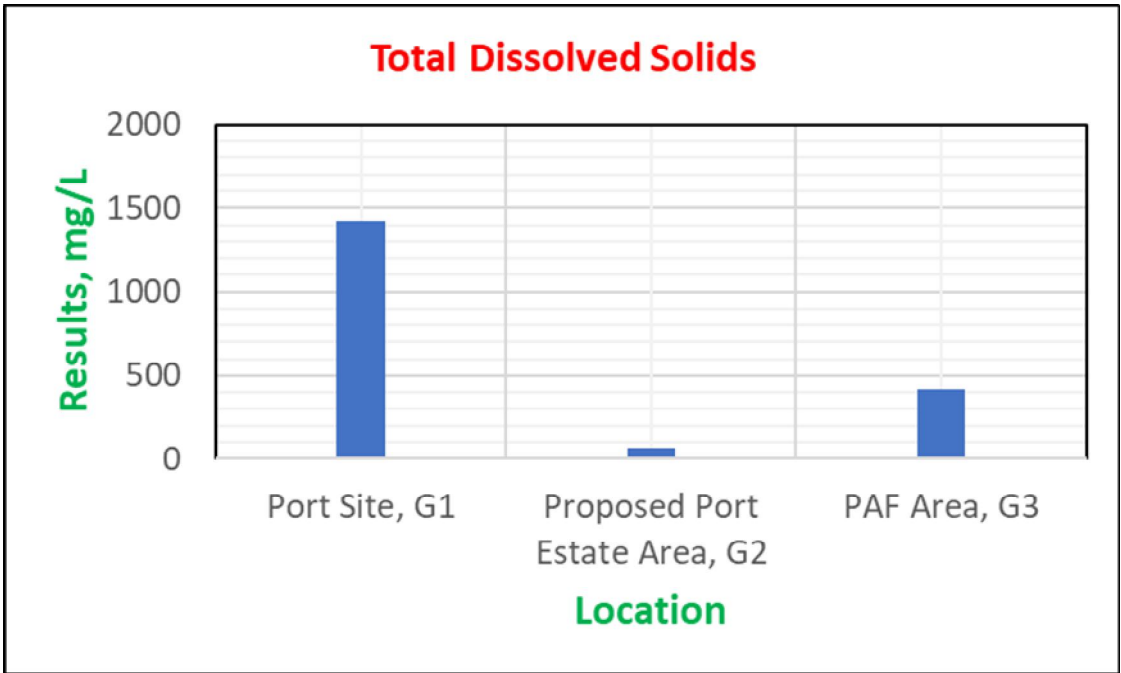 Total Dissolved Solids
Results, mg/L
2000
1500
1000
500
0
Port Site, G1
Proposed Port
Estate Area, G2
PAF Area, G3
Location